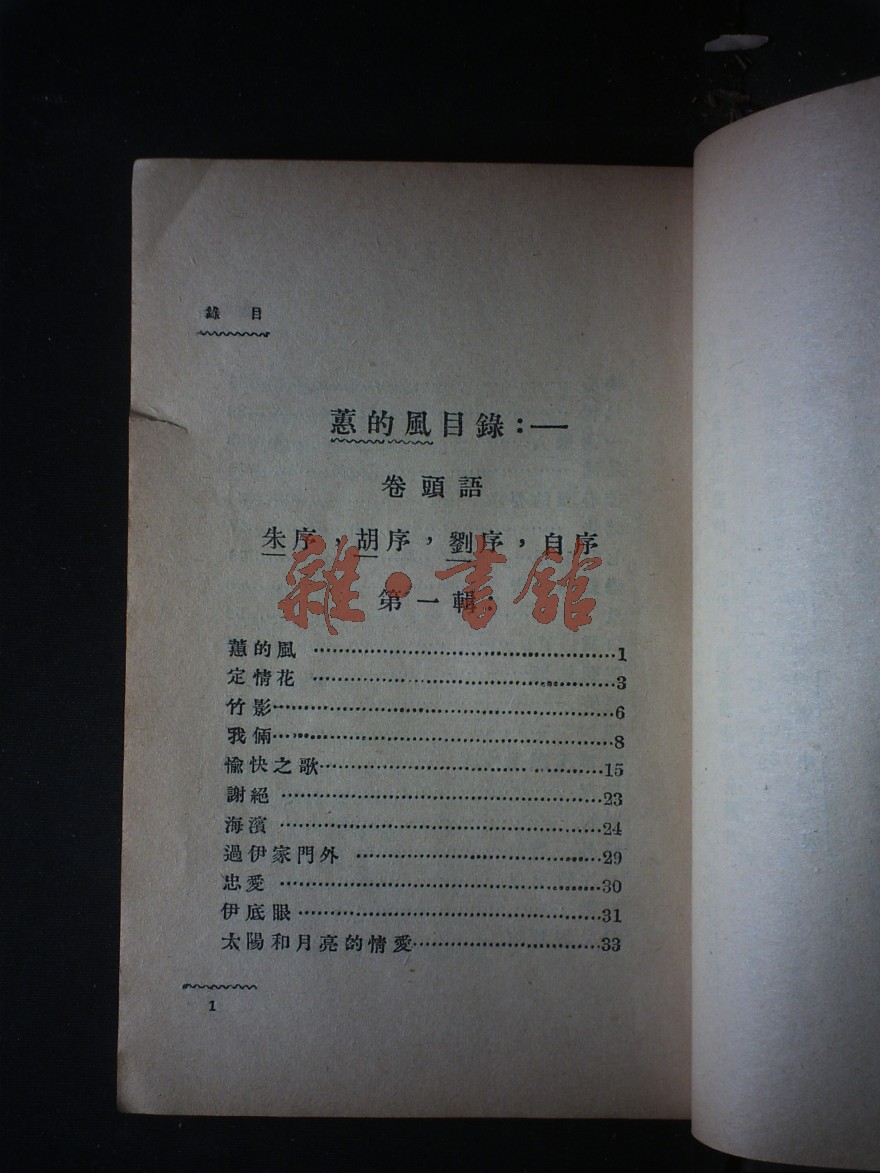 錄目
蕙的風目錄：—
卷頭語
朱序，胡序，劉序，自序
雜·書館
第一輯：
蕙的風 ……1
定情花 ……3
竹影……6
我倆……8
愉快之歌……15
謝絕 ……23
海濱 ……24
過伊家門外 ……29
忠愛 ……30
伊底眼……31
太陽和月亮的情愛……33
1